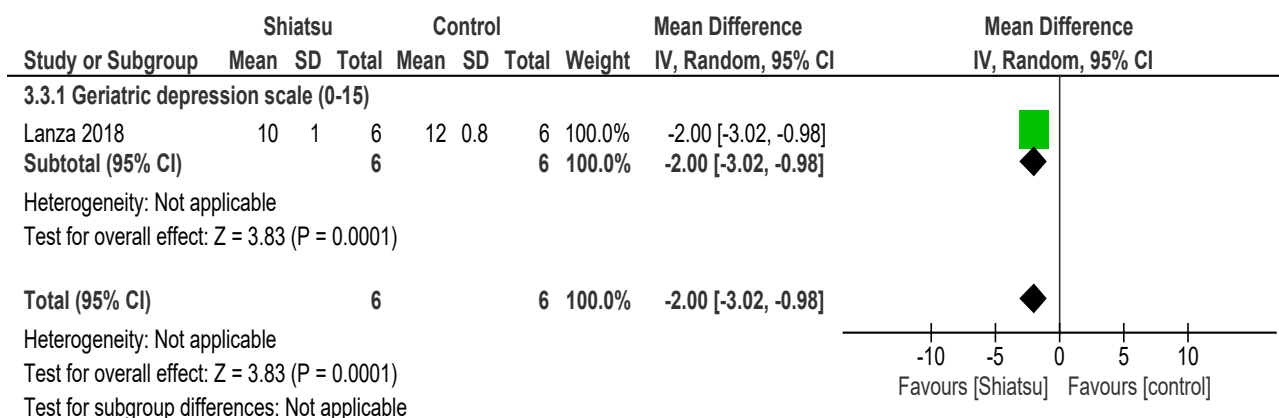 Shiatsu Control Mean Difference Mean Difference
Study or Subgroup Mean SD Total Mean SD Total Weight IV, Random, 95% CI IV, Random, 95% CI
3.3.1 Geriatric depression scale (0-15)
Lanza 2018 10 1 6 12 0.8 6 100.0% -2.00 [-3.02, -0.98]
Subtotal (95% CI) 6 6 100.0% -2.00 [-3.02, -0.98]
Heterogeneity: Not applicable
Test for overall effect: Z = 3.83 (P = 0.0001)
Total (95% CI) 6 6 100.0% -2.00 [-3.02, -0.98]
Heterogeneity: Not applicable
Test for overall effect: Z = 3.83 (P = 0.0001)
Test for subgroup differences: Not applicable
-10 -5 0 5 10
Favours [Shiatsu] Favours [control]